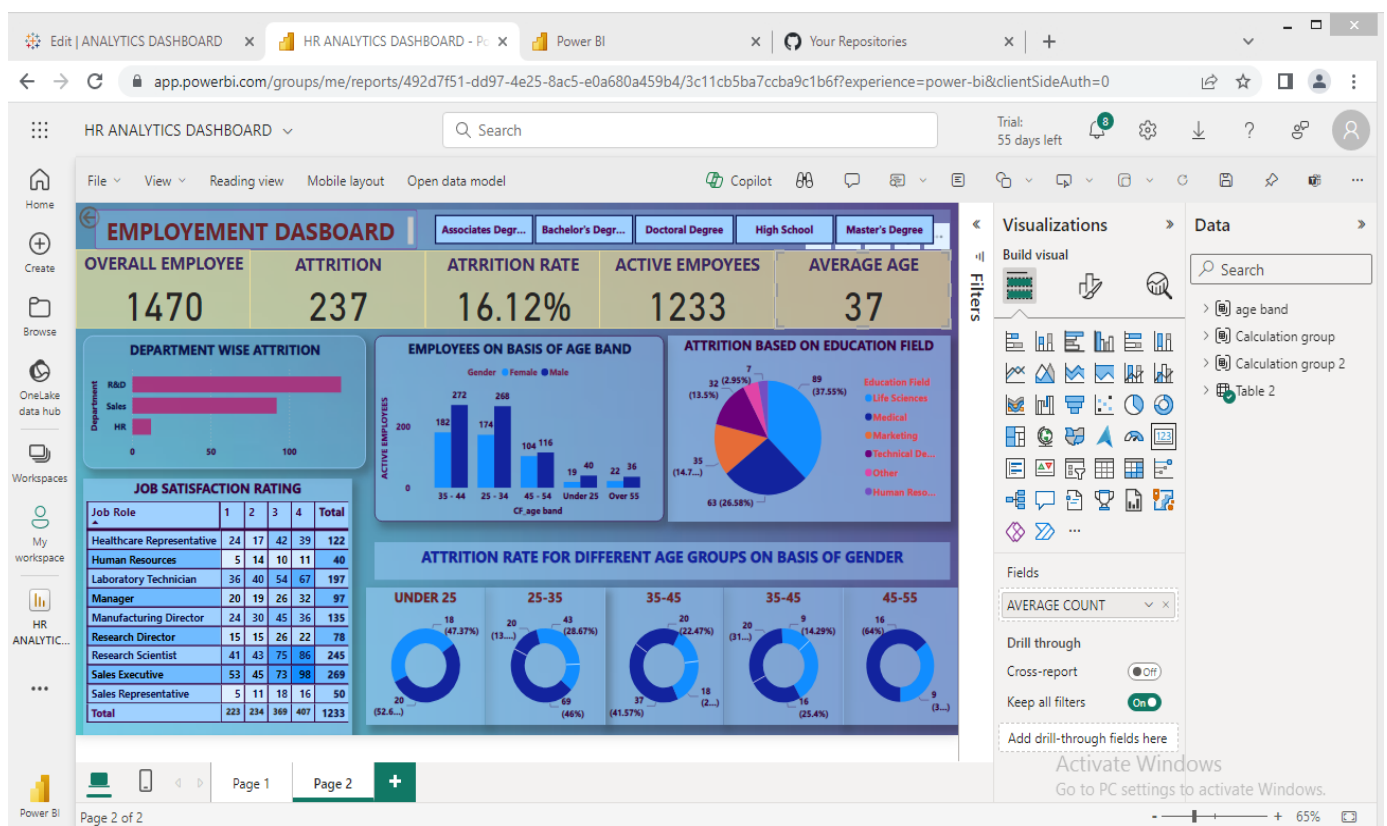 Edit | ANALYTICS DASHBOARD
HR ANALYTICS DASHBOARD - Po
Power BI
Your Repositories
app.powerbi.com/groups/me/reports/492d7f51-dd97-4e25-8ac5-e0a680a459b4/3c11cb5ba7ccba9c1b6f?experience=power-bi&clientSideAuth=0
HR ANALYTICS DASHBOARD
Search
Trial:
55 days left
8
File
View
Reading view
Mobile layout
Open data model
Copilot
Home
Create
Browse
OneLake
data hub
Workspaces
My
workspace
HR
ANALYTIC...
Power BI
EMPLOYEMENT DASBOARD
Associates Degr...
Bachelor's Degr...
Doctoral Degree
High School
Master's Degree
OVERALL EMPLOYEE
1470
ATTRITION
237
ATRRITION RATE
16.12%
ACTIVE EMPOYEES
1233
AVERAGE AGE
37
DEPARTMENT WISE ATTRITION
Department
R&D
Sales
HR
0 50 100
EMPLOYEES ON BASIS OF AGE BAND
Gender Female Male
ACTIVE EMPLOYEES
200
0
182 272
174 268
104 116
19 40
22 36
35 - 44 25 - 34 45 - 54 Under 25 Over 55
CF_age band
ATTRITION BASED ON EDUCATION FIELD
7
(2.95%)
32
(13.5%)
89
(37.55%)
35
(14.7...)
63 (26.58%)
Education Field
Life Sciences
Medical
Marketing
Technical De...
Other
Human Reso...
JOB SATISFACTION RATING
Job Role 1 2 3 4 Total
Healthcare Representative 24 17 42 39 122
Human Resources 5 14 10 11 40
Laboratory Technician 36 40 54 67 197
Manager 20 19 26 32 97
Manufacturing Director 24 30 45 36 135
Research Director 15 15 26 22 78
Research Scientist 41 43 75 86 245
Sales Executive 53 45 73 98 269
Sales Representative 5 11 18 16 50
Total 223 234 369 407 1233
ATTRITION RATE FOR DIFFERENT AGE GROUPS ON BASIS OF GENDER
UNDER 25
18
(47.37%)
20
(52.6...)
25-35
20
(13....)
43
(28.67%)
69
(46%)
35-45
20
(22.47%)
18
(2...)
37
(41.57%)
35-45
20
(31...)
9
(14.29%)
16
(25.4%)
45-55
16
(64%)
9
(3...)
Filters
Visualizations
Build visual
123
Fields
AVERAGE COUNT
Drill through
Cross-report
Off
Keep all filters
On
Add drill-through fields here
Data
Search
age band
Calculation group
Calculation group 2
Table 2
Activate Windows
Go to PC settings to activate Windows.
Page 1
Page 2
Page 2 of 2
65%